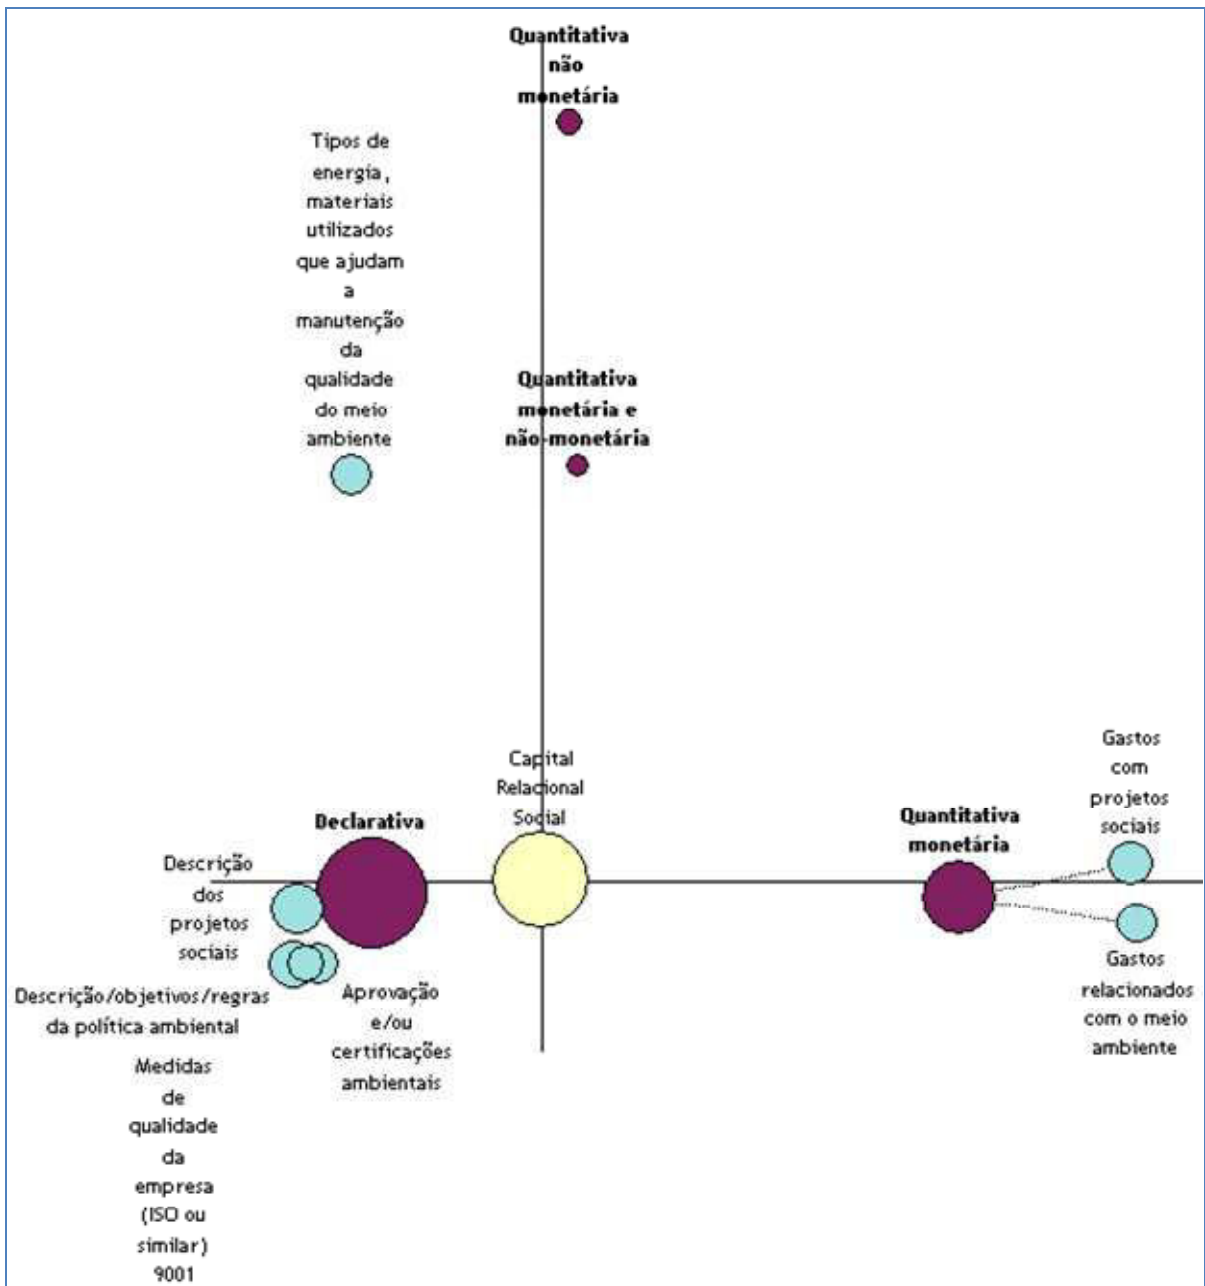 Quantitativa
não
monetária
Tipos de
energia,
materiais
utilizados
que ajudam
a
manutenção
da
qualidade
do meio
ambiente
Quantitativa
monetária e
não-monetária
Capital
Relacional
Social
Declarativa
Quantitativa
monetária
Gastos
com
projetos
sociais
Descrição
dos
projetos
sociais
Descrição/objetivos/regras
da política ambiental
Aprovação
e/ou
certificações
ambientais
Gastos
relacionados
com o meio
ambiente
Medidas
de
qualidade
da
empresa
(ISO ou
similar)
9001